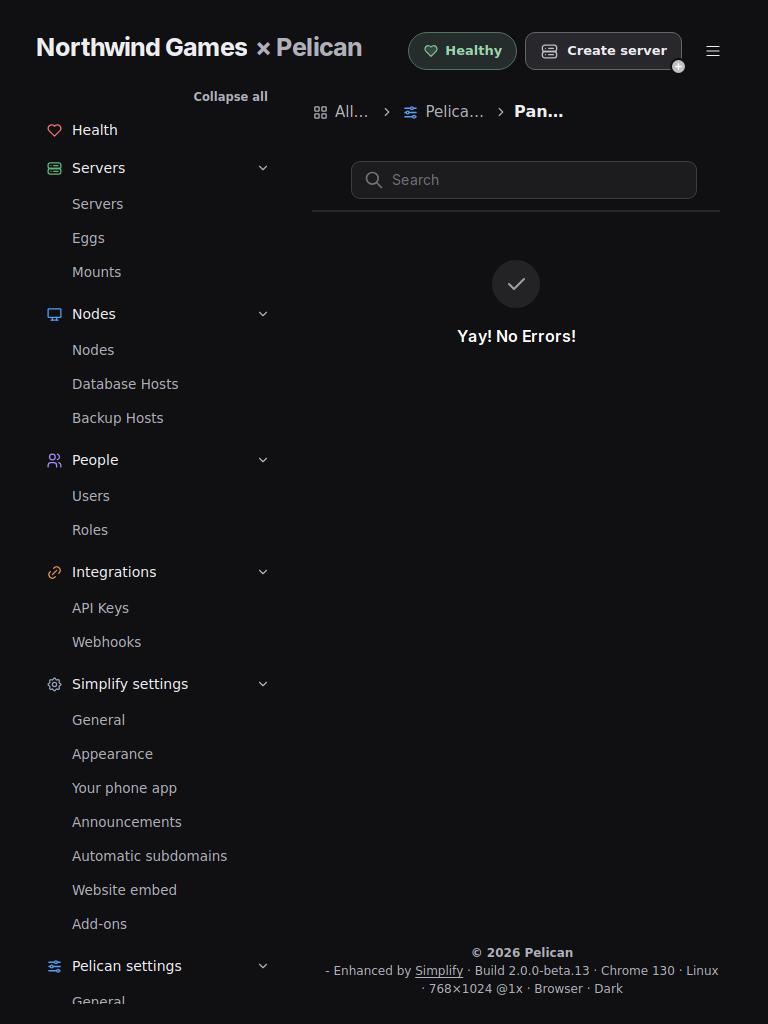 Northwind Games × Pelican
Healthy
Create server
Collapse all
Health
Servers
Servers
Eggs
Mounts
Nodes
Nodes
Database Hosts
Backup Hosts
People
Users
Roles
Integrations
API Keys
Webhooks
Simplify settings
General
Appearance
Your phone app
Announcements
Automatic subdomains
Website embed
Add-ons
Pelican settings
General
All… > Pelica… > Pan…
Search
Yay! No Errors!
© 2026 Pelican
- Enhanced by Simplify · Build 2.0.0-beta.13 · Chrome 130 · Linux
· 768×1024 @1x · Browser · Dark